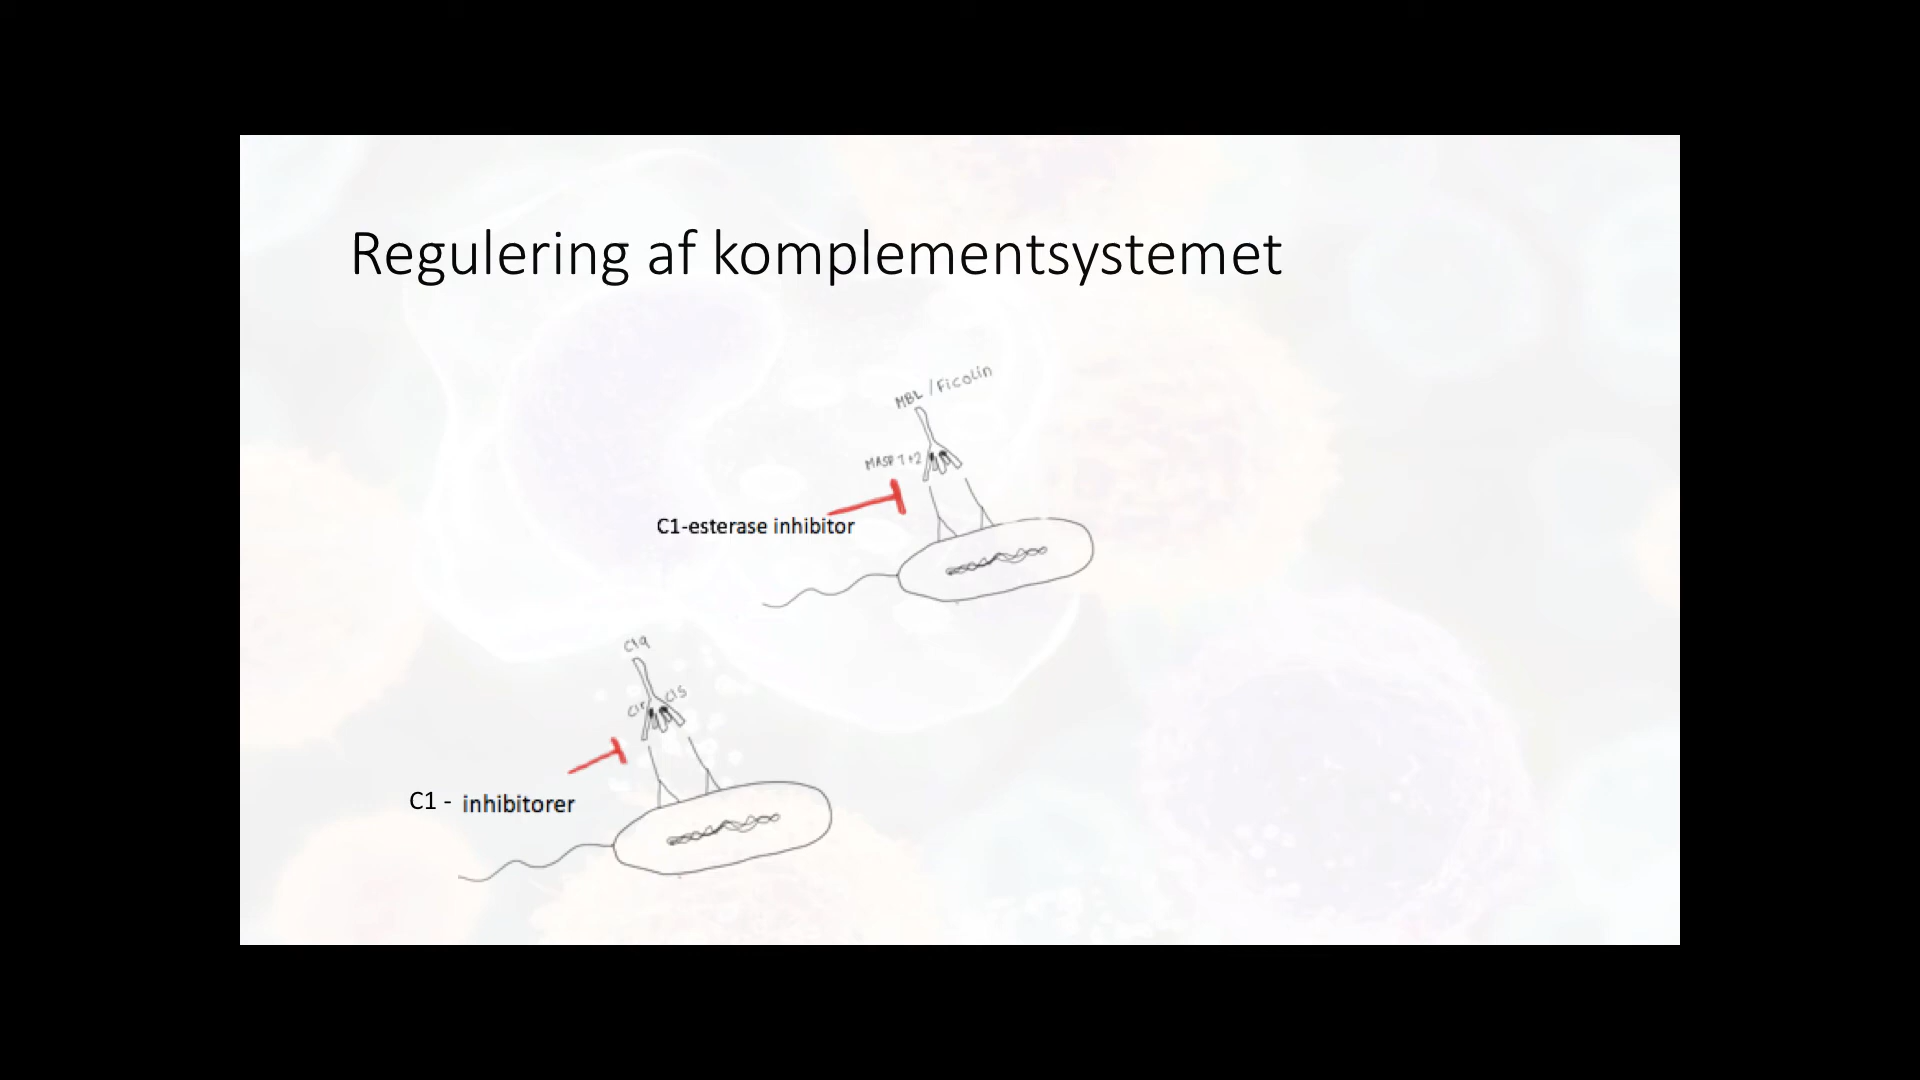 Regulering af komplementsystemet
MBL / Ficolin
MASP 1+2
C1-esterase inhibitor
C1q
C1s
C1r
C1 - inhibitorer